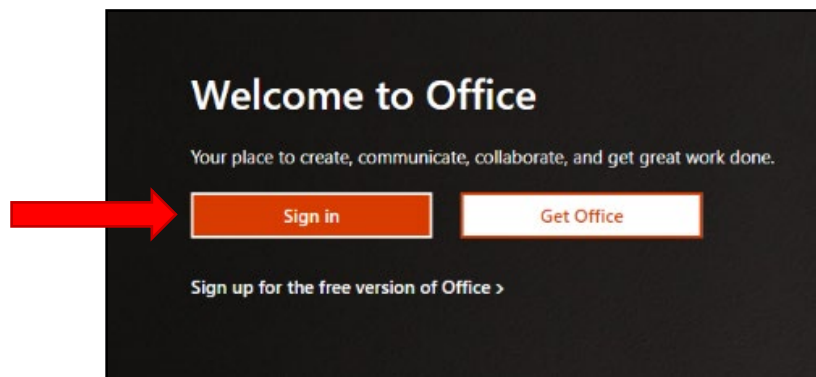 Welcome to Office
Your place to create, communicate, collaborate, and get great work done.
Sign in
Get Office
Sign up for the free version of Office >